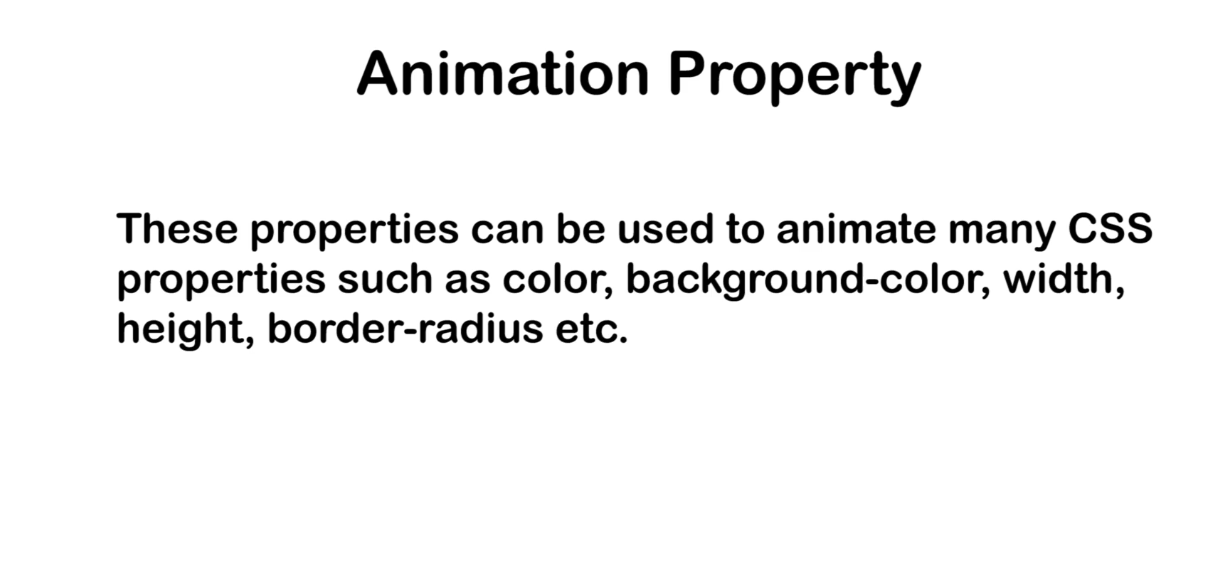 Animation Property
These properties can be used to animate many CSS
properties such as color, background-color, width,
height, border-radius etc.